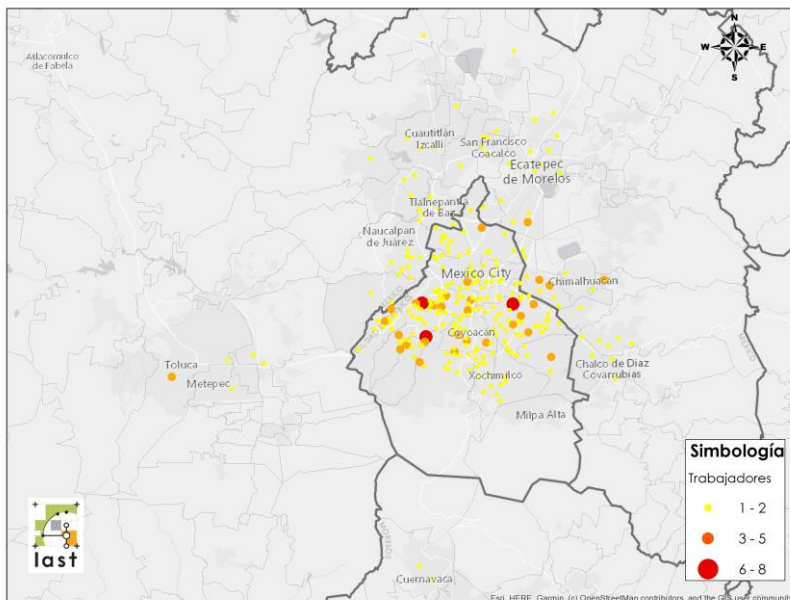 Atlacomulco
de Fabela
N
W
E
S
Cuautitlán
Izcalli
San Francisco
Coacalco
Ecatepec
de Morelos
Tlalnepantla
de Baz
Naucalpan
de Juárez
Mexico City
Chimalhuacan
Coyoacán
Toluca
Metepec
Xochimilco
Chalco de Díaz
Covarrubias
Milpa Alta
Simbología
Trabajadores
1 - 2
3 - 5
6 - 8
last
Cuernavaca
Esri, HERE, Garmin, (c) OpenStreetMap contributors, and the GIS user community